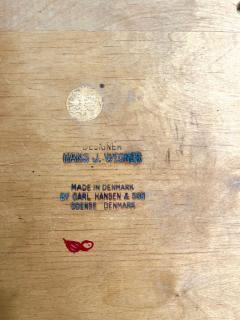 DESIGNER
HANS J. WEGNER
MADE IN DENMARK
BY CARL HANSEN & SØN
ODENSE DENMARK